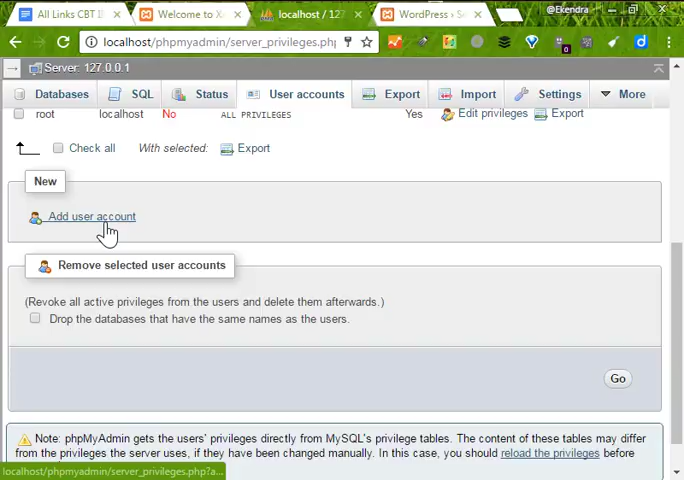 @Ekendra
All Links CBT
Welcome to X
localhost / 127
WordPress › S
localhost/phpmyadmin/server_privileges.php
Server: 127.0.0.1
Databases SQL Status User accounts Export Import Settings More
root localhost No ALL PRIVILEGES Yes Edit privileges Export
Check all With selected: Export
New
Add user account
Remove selected user accounts
(Revoke all active privileges from the users and delete them afterwards.)
Drop the databases that have the same names as the users.
Go
Note: phpMyAdmin gets the users' privileges directly from MySQL's privilege tables. The content of these tables may differ
from the privileges the server uses, if they have been changed manually. In this case, you should reload the privileges before
localhost/phpmyadmin/server_privileges.php?a...